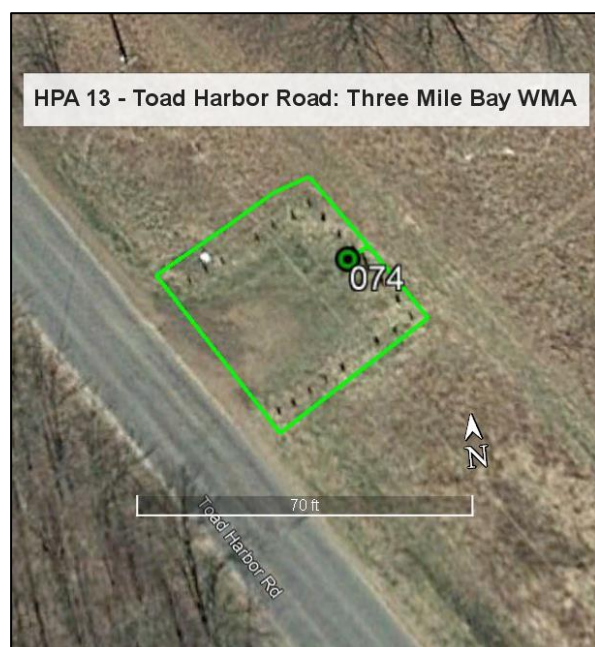 HPA 13 - Toad Harbor Road: Three Mile Bay WMA
074
N
70 ft
Toad Harbor Rd